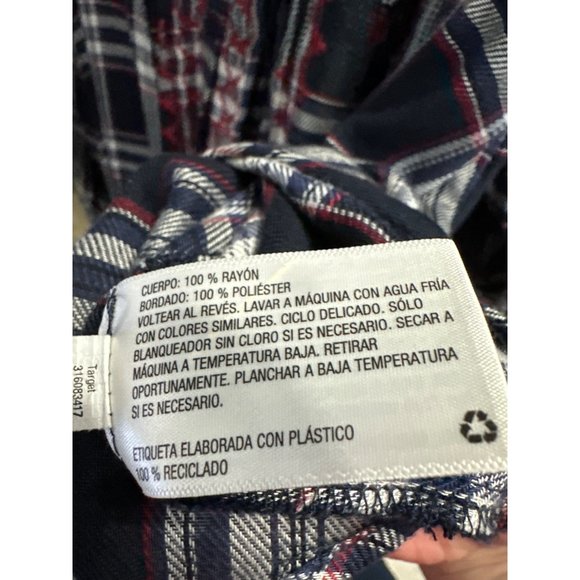 CUERPO: 100 % RAYÓN
BORDADO: 100 % POLIÉSTER
VOLTEAR AL REVÉS. LAVAR A MÁQUINA CON AGUA FRÍA
CON COLORES SIMILARES. CICLO DELICADO. SÓLO
BLANQUEADOR SIN CLORO SI ES NECESARIO. SECAR A
MÁQUINA A TEMPERATURA BAJA. RETIRAR
OPORTUNAMENTE. PLANCHAR A BAJA TEMPERATURA
SI ES NECESARIO.
ETIQUETA ELABORADA CON PLÁSTICO
100 % RECICLADO
Target
316083417